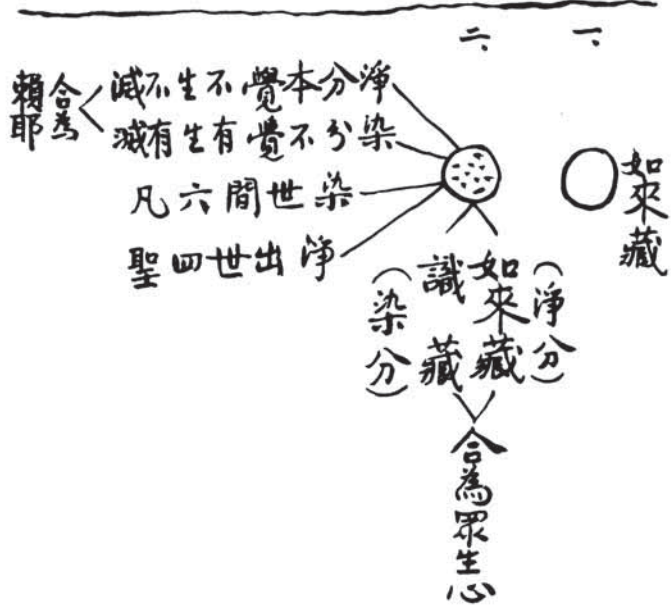 一、
如來藏
二、
淨分本覺不生不滅
染分不覺有生有滅
合為
賴耶
染世間六凡
淨出世四聖
（淨分）
如來藏
識藏
（染分）
合為眾生心